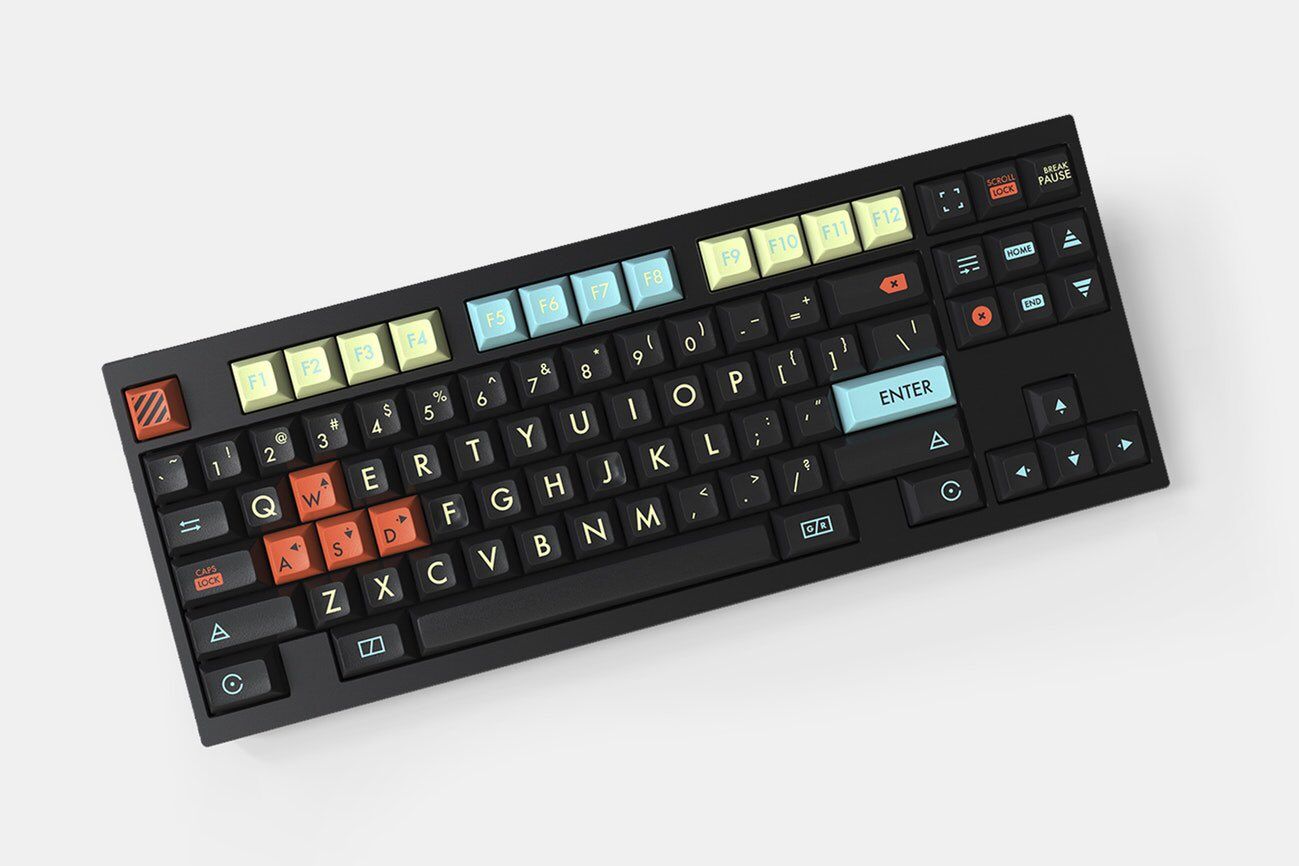 F1 F2 F3 F4 F5 F6 F7 F8 F9 F10 F11 F12
SCROLL
LOCK
BREAK
PAUSE
` ~ 1 ! 2 @ 3 # 4 $ 5 % 6 ^ 7 & 8 * 9 ( 0 ) - _ = +
HOME
Q W E R T Y U I O P [ { ] } \ |
END
CAPS
LOCK
A S D F G H J K L ; : ' " ENTER
Z X C V B N M , < . > / ?
G/R